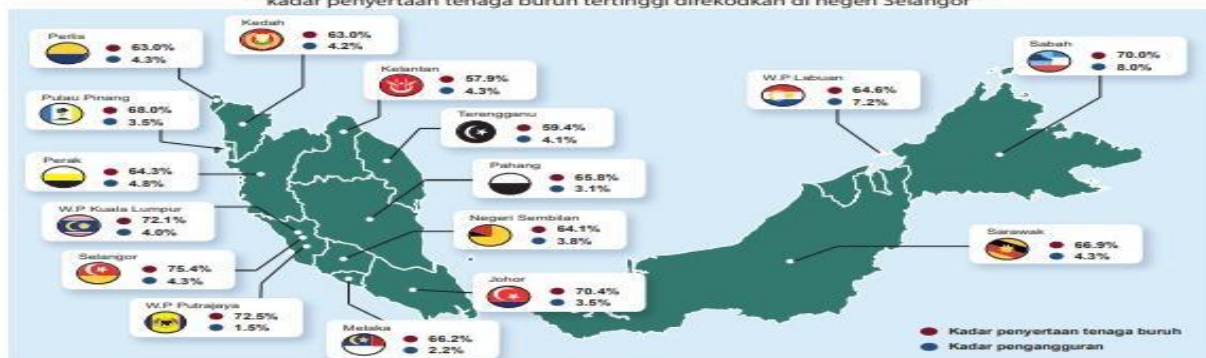 kadar penyertaan tenaga buruh tertinggi direkodkan di negeri Selangor
Perlis
63.0%
4.3%
Kedah
63.0%
4.2%
Kelantan
57.9%
4.3%
Pulau Pinang
68.0%
3.5%
Terengganu
59.4%
4.1%
Perak
64.3%
4.8%
Pahang
65.8%
3.1%
W.P Kuala Lumpur
72.1%
4.0%
Negeri Sembilan
64.1%
3.8%
Selangor
75.4%
4.3%
Johor
70.4%
3.5%
W.P Putrajaya
72.5%
1.5%
Melaka
66.2%
2.2%
W.P Labuan
64.6%
7.2%
Sabah
70.0%
8.0%
Sarawak
66.9%
4.3%
Kadar penyertaan tenaga buruh
Kadar pengangguran